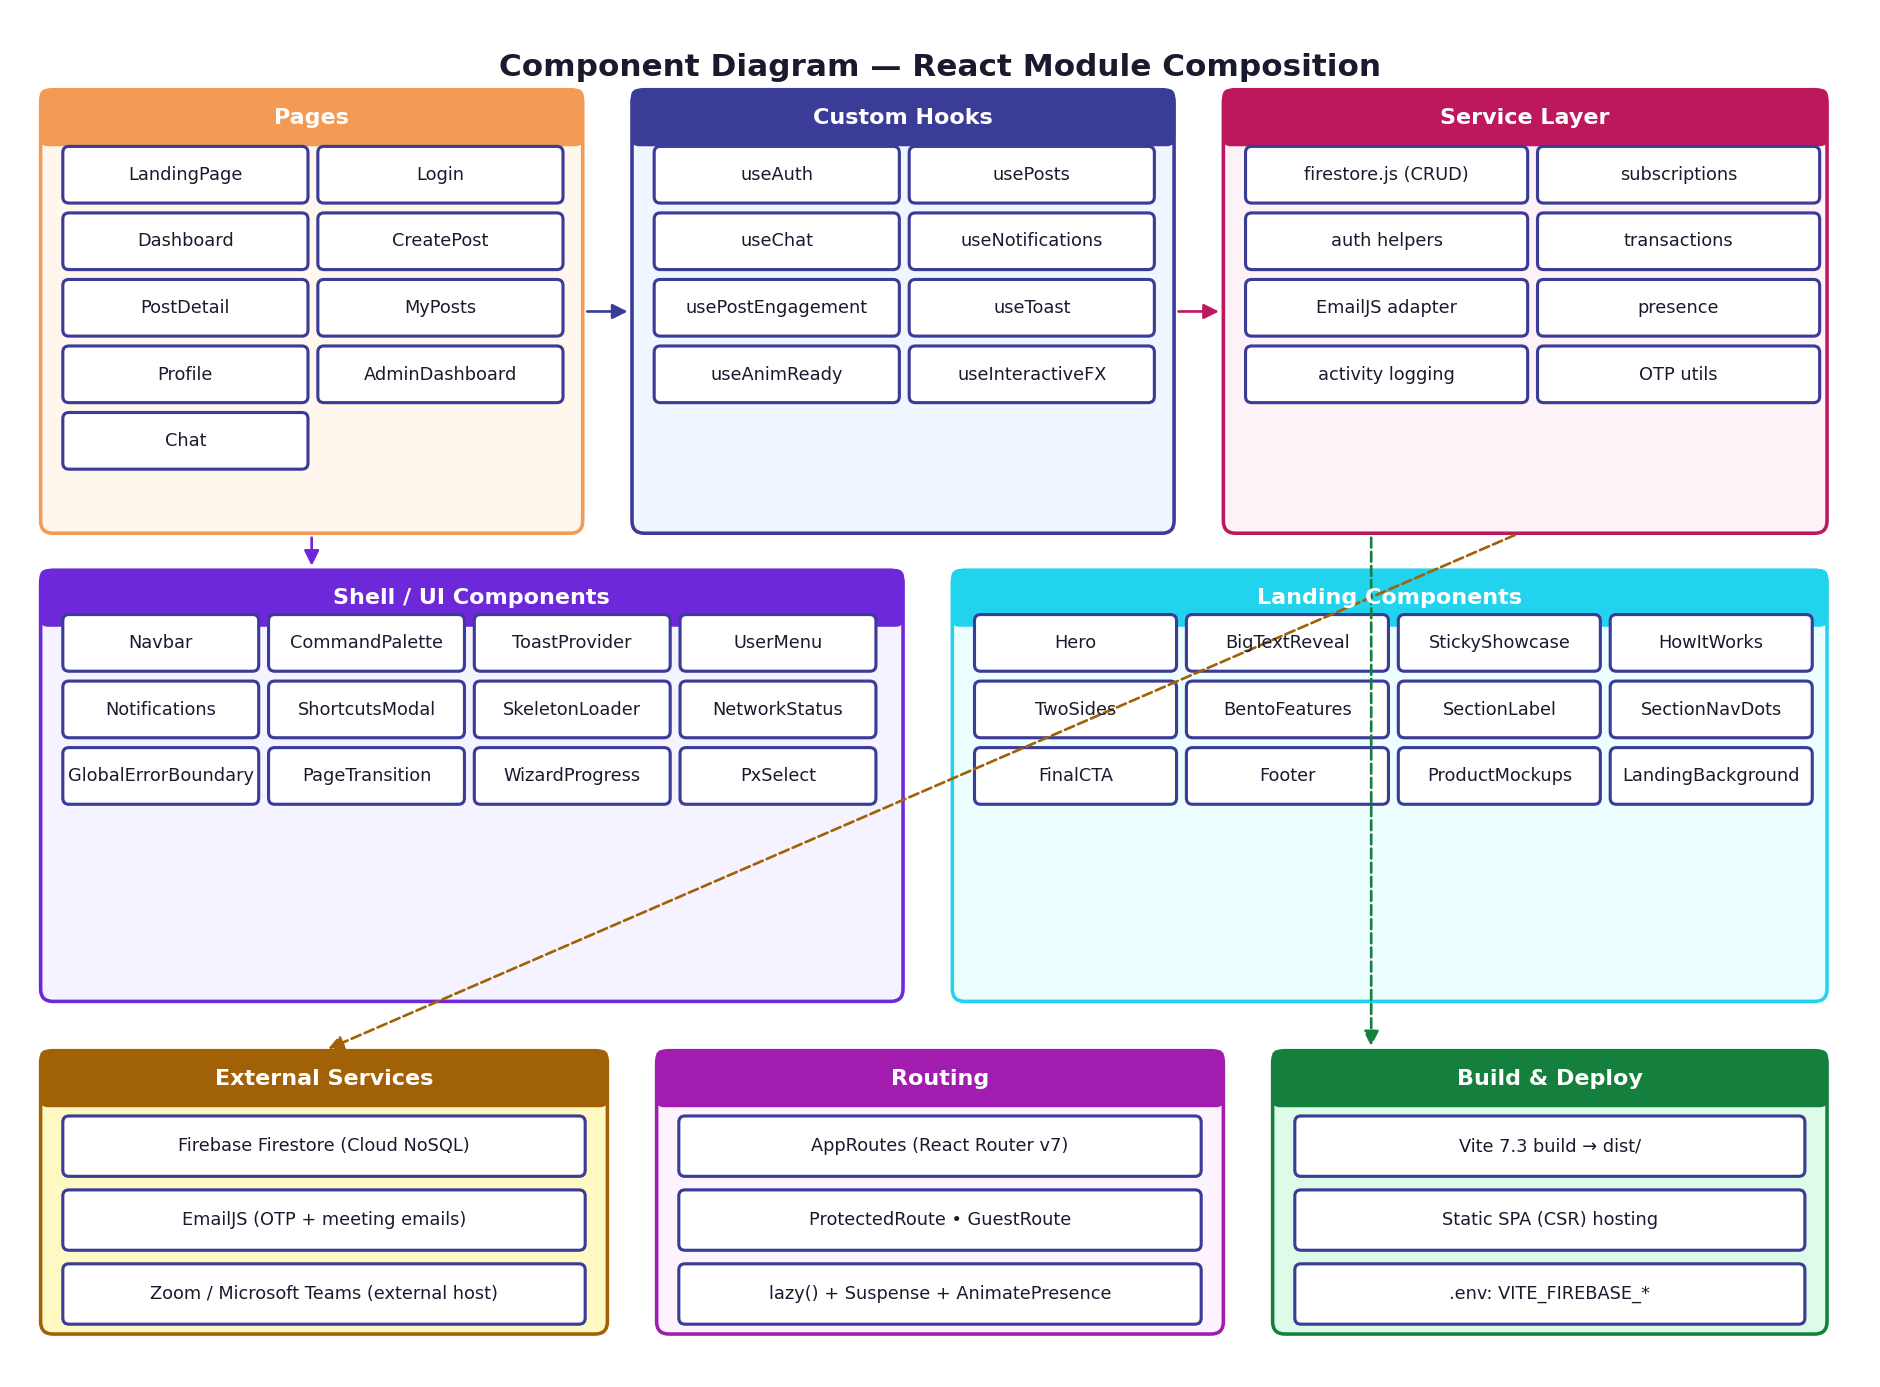 Component Diagram — React Module Composition
Pages
LandingPage
Login
Dashboard
CreatePost
PostDetail
MyPosts
Profile
AdminDashboard
Chat
Custom Hooks
useAuth
usePosts
useChat
useNotifications
usePostEngagement
useToast
useAnimReady
useInteractiveFX
Service Layer
firestore.js (CRUD)
subscriptions
auth helpers
transactions
EmailJS adapter
presence
activity logging
OTP utils
Shell / UI Components
Navbar
CommandPalette
ToastProvider
UserMenu
Notifications
ShortcutsModal
SkeletonLoader
NetworkStatus
GlobalErrorBoundary
PageTransition
WizardProgress
PxSelect
Landing Components
Hero
BigTextReveal
StickyShowcase
HowItWorks
TwoSides
BentoFeatures
SectionLabel
SectionNavDots
FinalCTA
Footer
ProductMockups
LandingBackground
External Services
Firebase Firestore (Cloud NoSQL)
EmailJS (OTP + meeting emails)
Zoom / Microsoft Teams (external host)
Routing
AppRoutes (React Router v7)
ProtectedRoute • GuestRoute
lazy() + Suspense + AnimatePresence
Build & Deploy
Vite 7.3 build → dist/
Static SPA (CSR) hosting
.env: VITE_FIREBASE_*